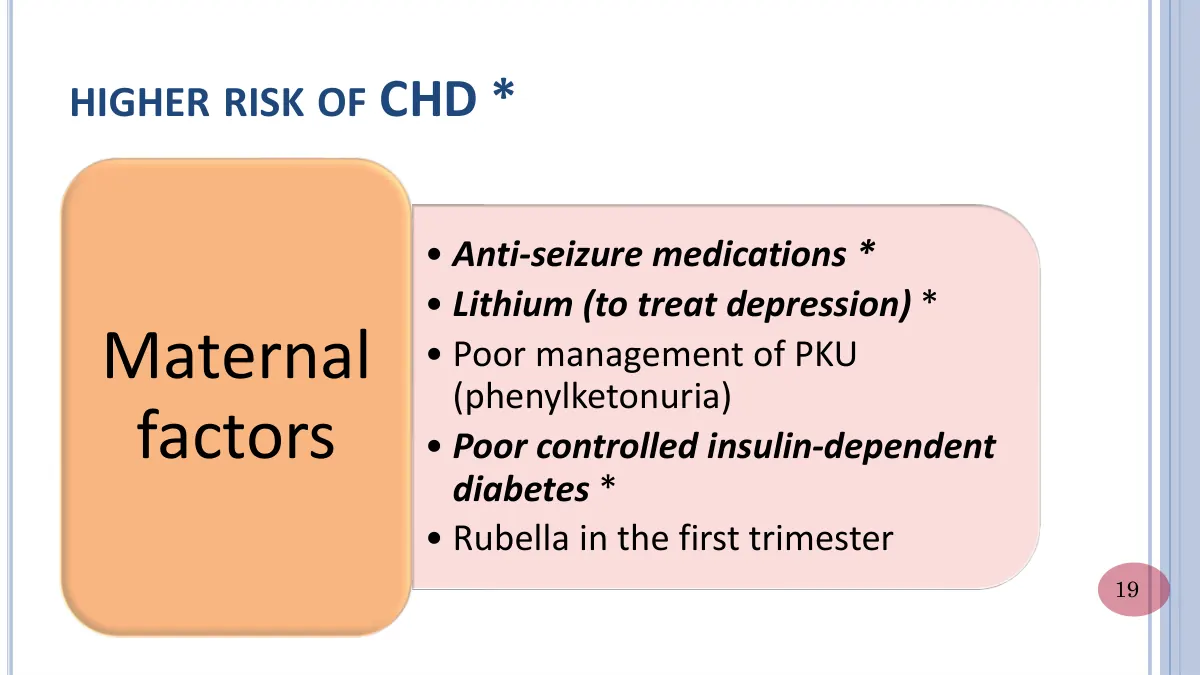 HIGHER RISK OF CHD *
Maternal
factors
• Anti-seizure medications *
• Lithium (to treat depression) *
• Poor management of PKU
(phenylketonuria)
• Poor controlled insulin-dependent
diabetes *
• Rubella in the first trimester
19